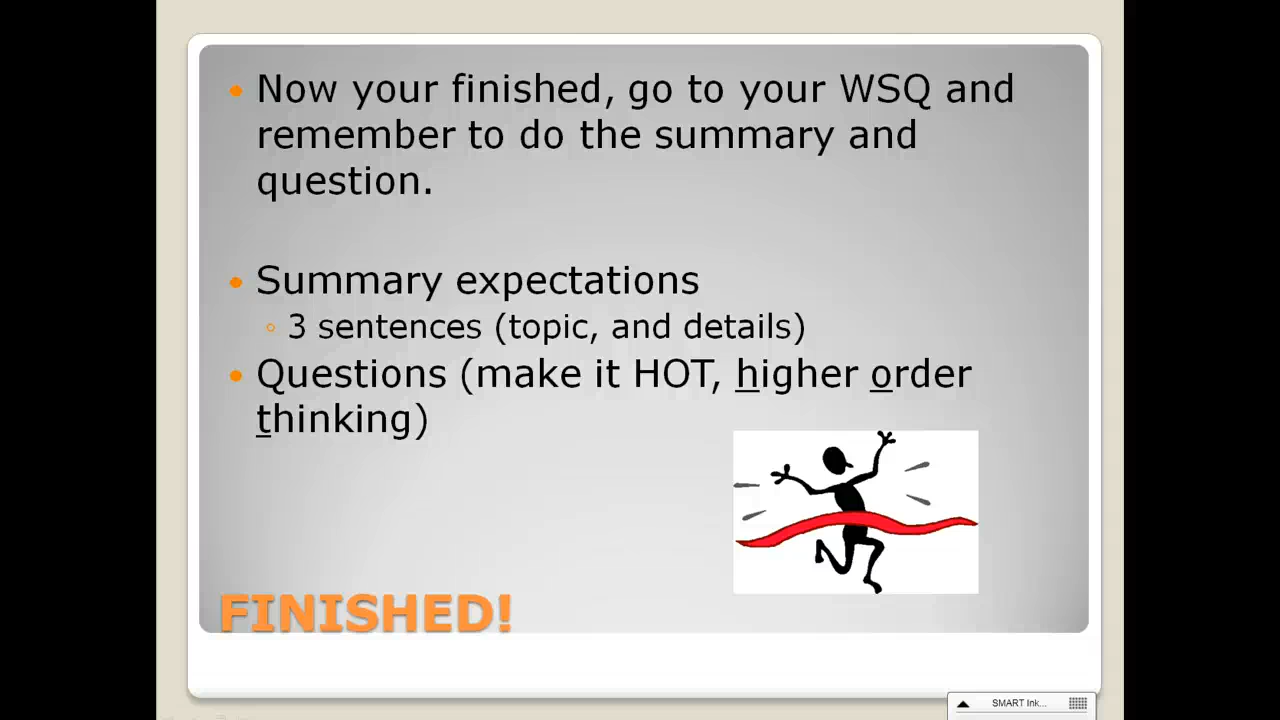 • Now your finished, go to your WSQ and
remember to do the summary and
question.
• Summary expectations
◦ 3 sentences (topic, and details)
• Questions (make it HOT, higher order
thinking)
FINISHED!
SMART Ink...